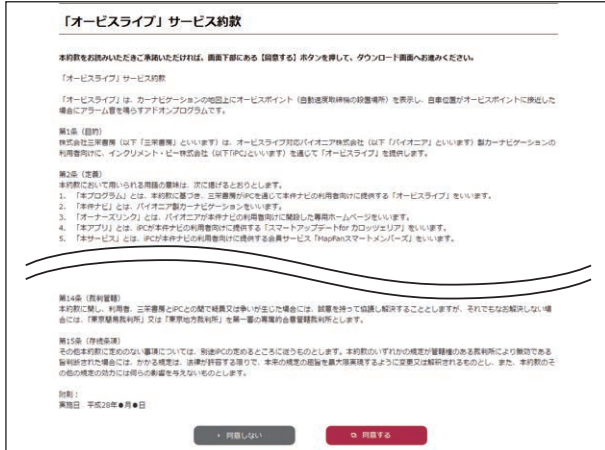 「オービスライブ」サービス約款
本約款をお読みいただきご承諾いただければ、画面下部にある【同意する】ボタンを押して、ダウンロード画面へお進みください。
「オービスライブ」サービス約款
「オービスライブ」は、カーナビゲーションの地図上にオービスポイント（自動速度取締機の設置場所）を表示し、自車位置がオービスポイントに接近した
場合にアラーム音を鳴らすアドオンプログラムです。
第1条（目的）
株式会社三栄書房（以下「三栄書房」といいます）は、オービスライブ対応パイオニア株式会社（以下「パイオニア」といいます）製カーナビゲーションの
利用者向けに、インクリメント・ピー株式会社（以下「iPC」といいます）を通じて「オービスライブ」を提供します。
第2条（定義）
本約款において用いられる用語の意味は、次に掲げるとおりとします。
1. 「本プログラム」とは、本約款に基づき、三栄書房がiPCを通じて本件ナビの利用者向けに提供する「オービスライブ」をいいます。
2. 「本件ナビ」とは、パイオニア製カーナビゲーションをいいます。
3. 「オーナーズリンク」とは、パイオニアが本件ナビの利用者向けに開設した専用ホームページをいいます。
4. 「本アプリ」とは、iPCが本件ナビの利用者向けに提供する「スマートアップデートfor カロッツェリア」をいいます。
5. 「本サービス」とは、iPCが本件ナビの利用者向けに提供する会員サービス「MapFanスマートメンバーズ」をいいます。
第14条（裁判管轄）
本約款に関し、利用者、三栄書房とiPCとの間で疑義又は争いが生じた場合には、誠意を持って協議し解決することとしますが、それでもなお解決しない場
合には、「東京簡易裁判所」又は「東京地方裁判所」を第一審の専属的合意管轄裁判所とします。
第15条（存続条項）
その他本約款に定めのない事項については、別途iPCの定めるところに従うものとします。本約款のいずれかの規定が管轄権のある裁判所により無効である
旨判断された場合には、かかる規定は、法律が許容する限りで、本来の規定の趣旨を最大限実現するように変更又は解釈されるものとし、また、本約款のそ
の他の規定の効力には何らの影響を与えないものとします。
附則：
実施日 平成28年●月●日
同意しない
同意する